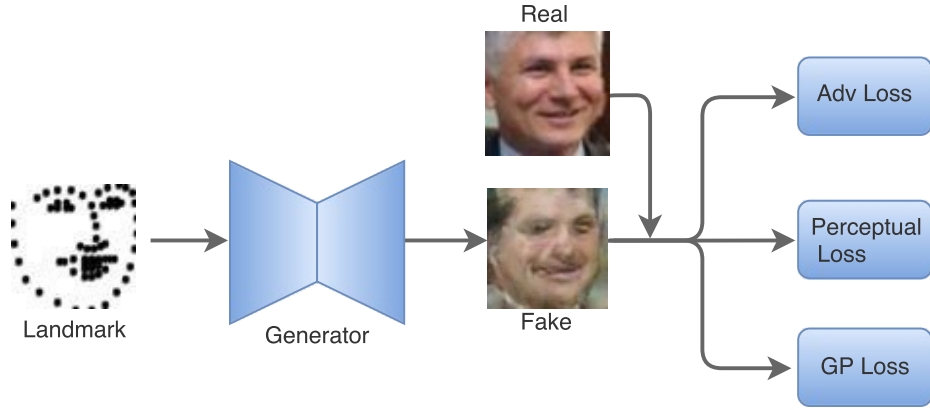 Real
Adv Loss
Perceptual
Loss
Landmark
Generator
Fake
GP Loss